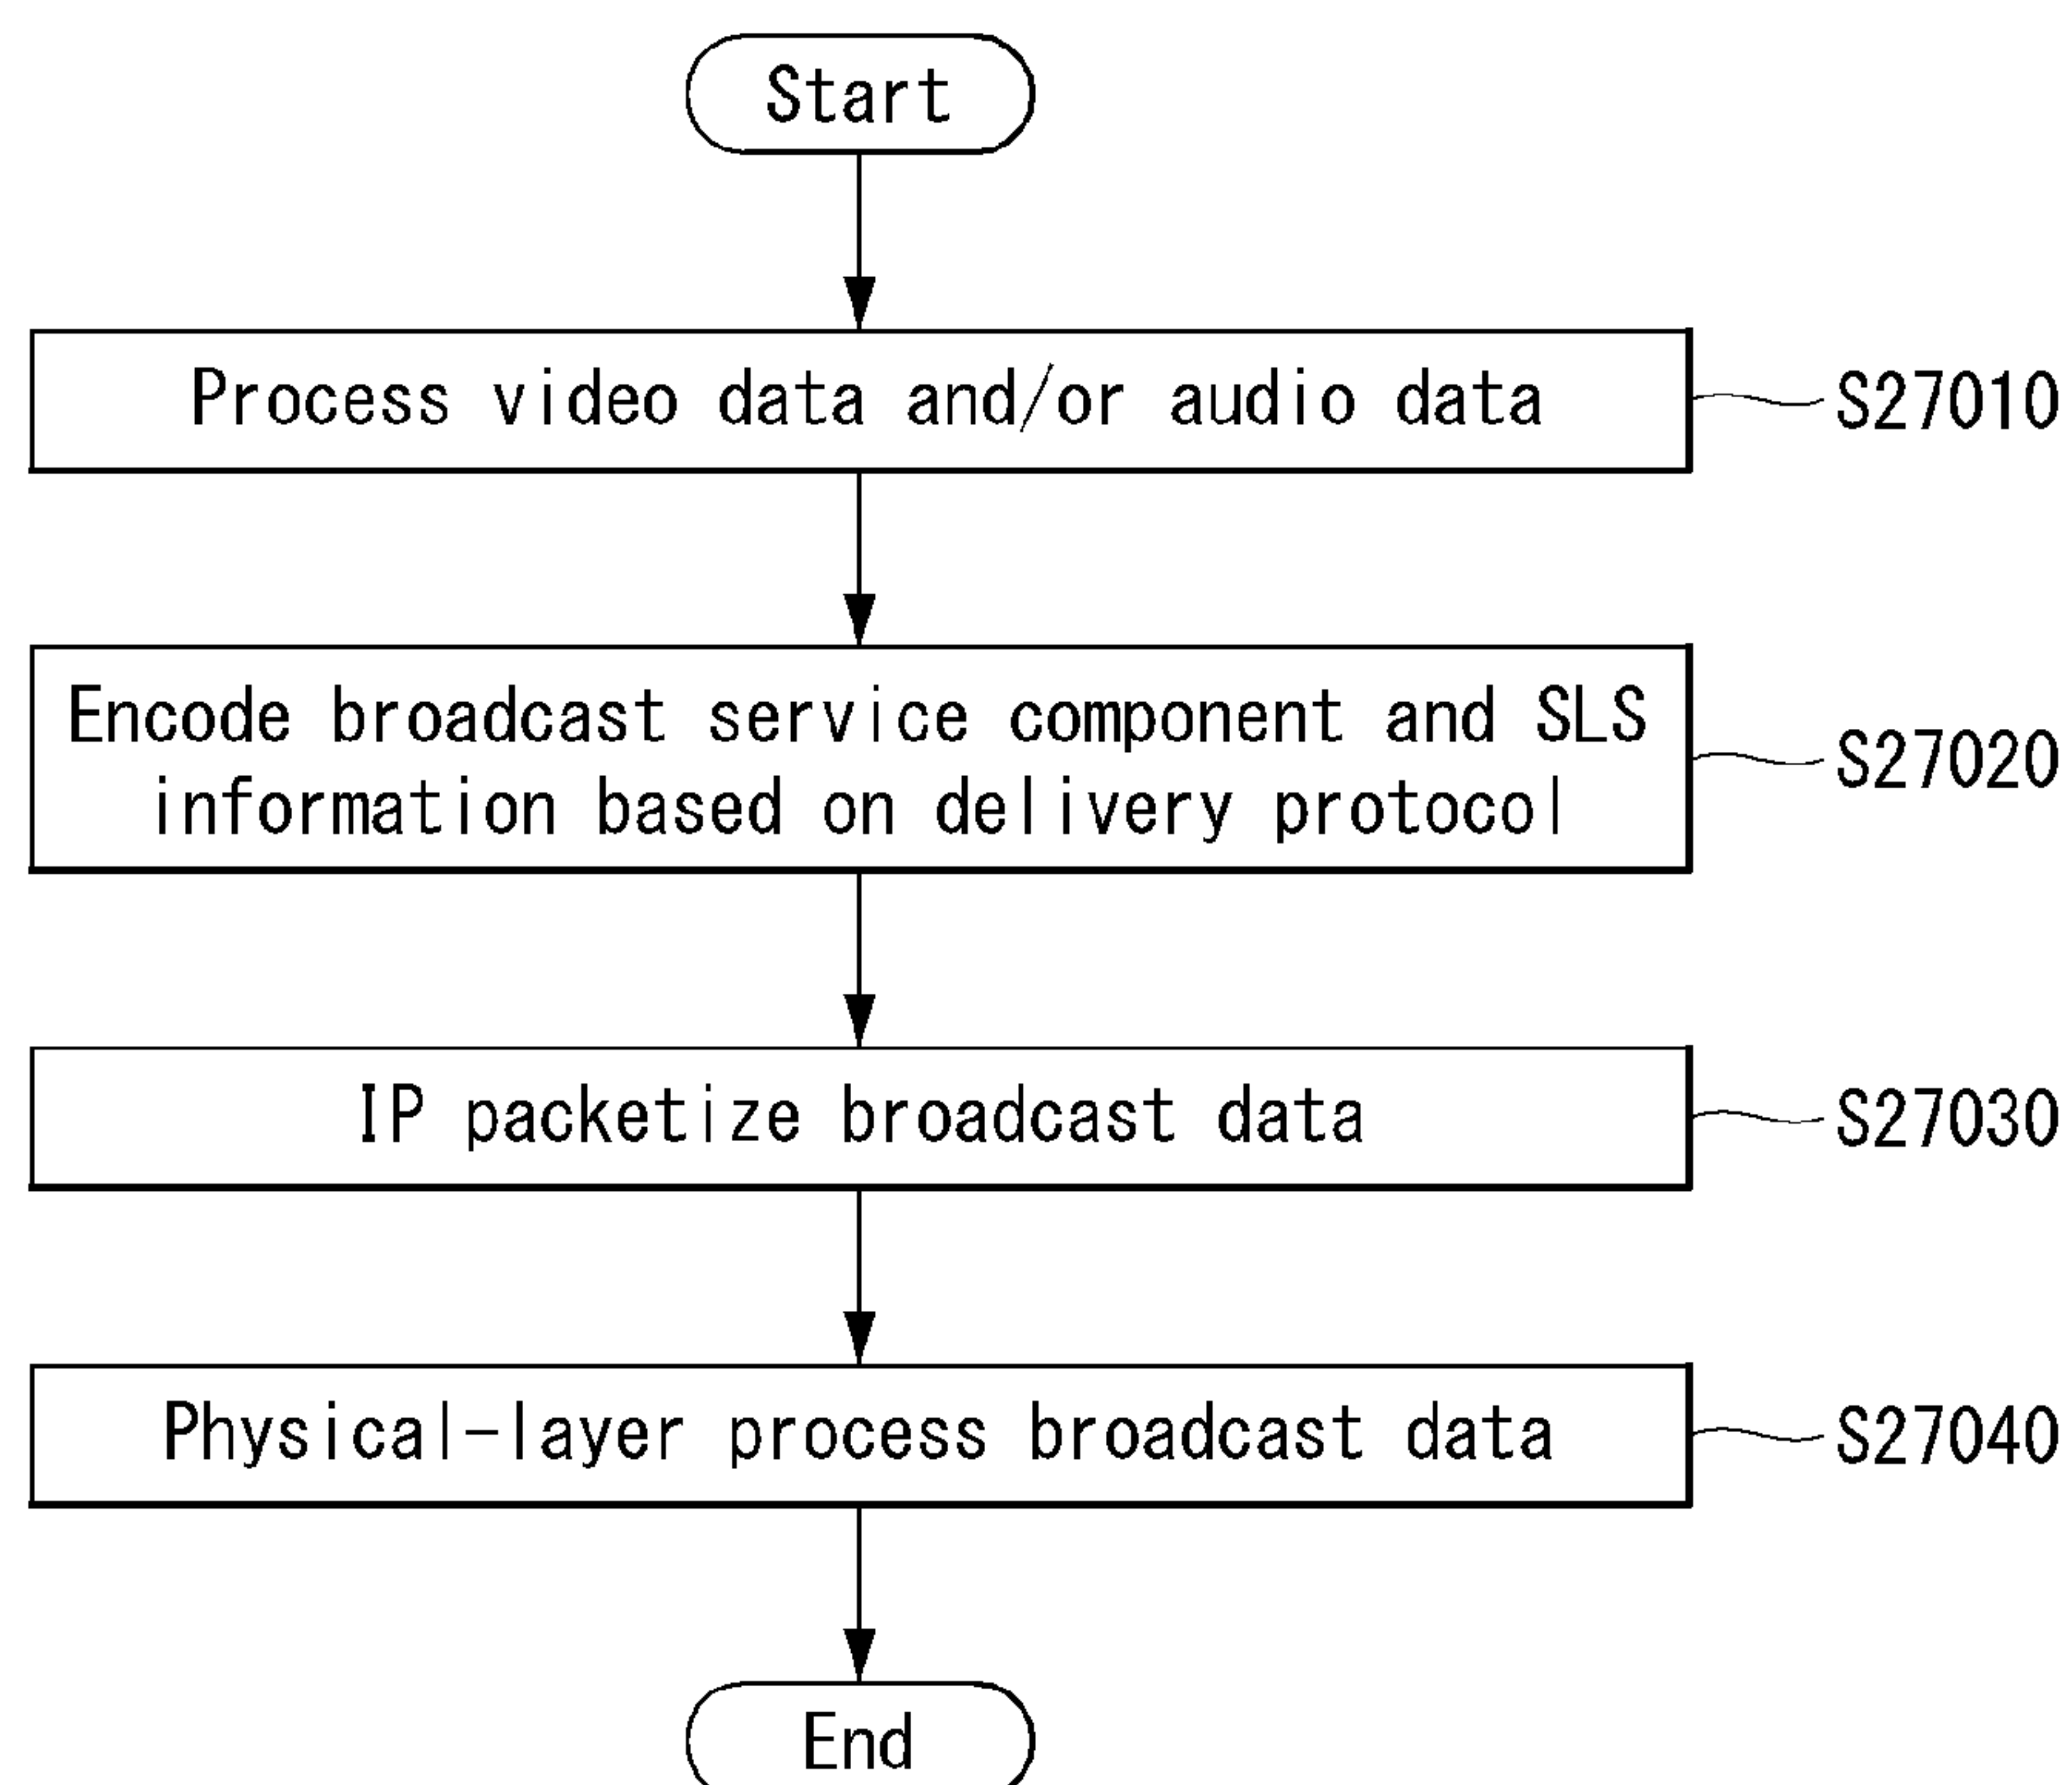 Start
Process video data and/or audio data
S27010
Encode broadcast service component and SLS
information based on delivery protocol
S27020
IP packetize broadcast data
S27030
Physical-layer process broadcast data
S27040
End